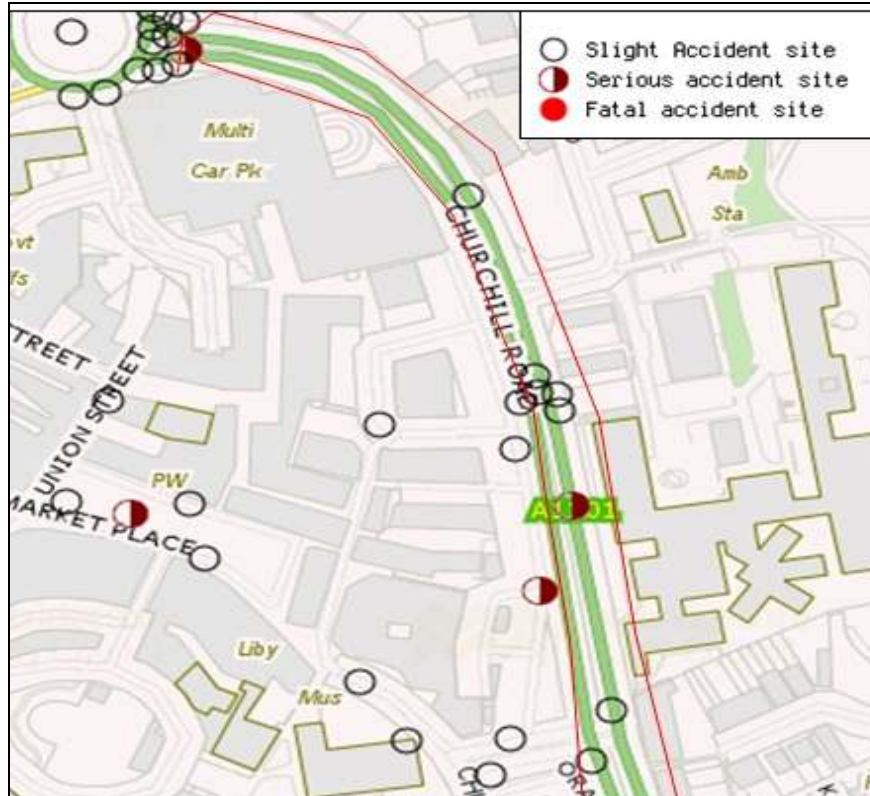 Slight Accident site
Serious accident site
Fatal accident site
Multi
Car Pk
Amb
Sta
CHURCHILL ROAD
UNION STREET
PW
MARKET PLACE
Liby
Mus